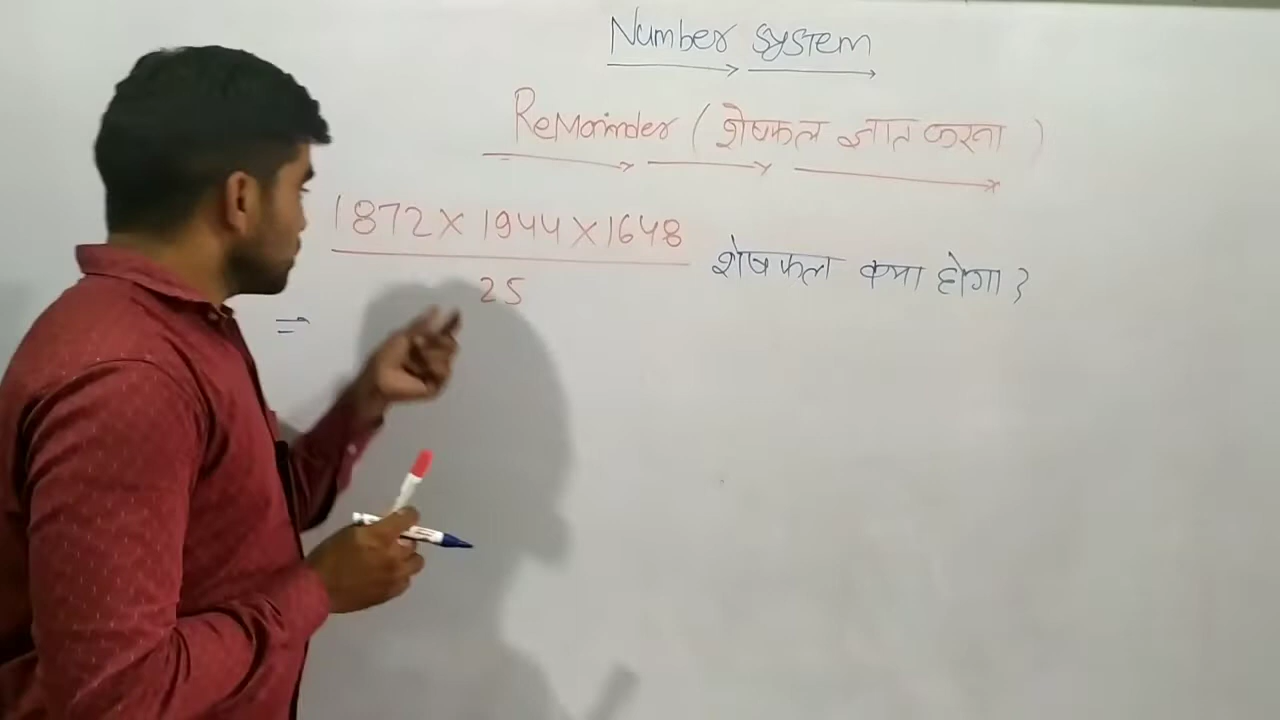 Number system
Remainder (शेषफल ज्ञात करना)
1872 × 1944 × 1648
शेषफल क्या होगा?
25
=